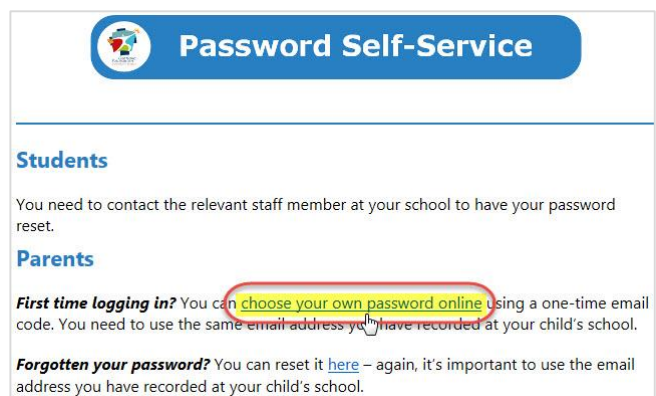 Password Self-Service
Students
You need to contact the relevant staff member at your school to have your password
reset.
Parents
First time logging in? You can choose your own password online using a one-time email
code. You need to use the same email address you have recorded at your child's school.
Forgotten your password? You can reset it here – again, it's important to use the email
address you have recorded at your child's school.